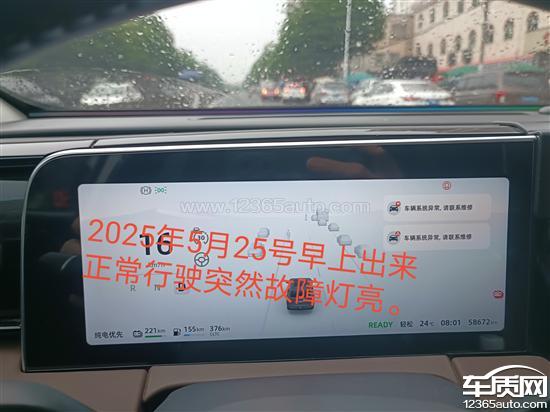 www.12365auto.com
车辆系统异常, 请联系维修
车辆系统异常, 请联系维修
2025年5月25号早上出来
正常行驶突然故障灯亮。
16
R
D
纯电优先
221km
155km
376km
CLTC
READY 轻松 24℃ 08:01 58672km
车质网
12365auto.com